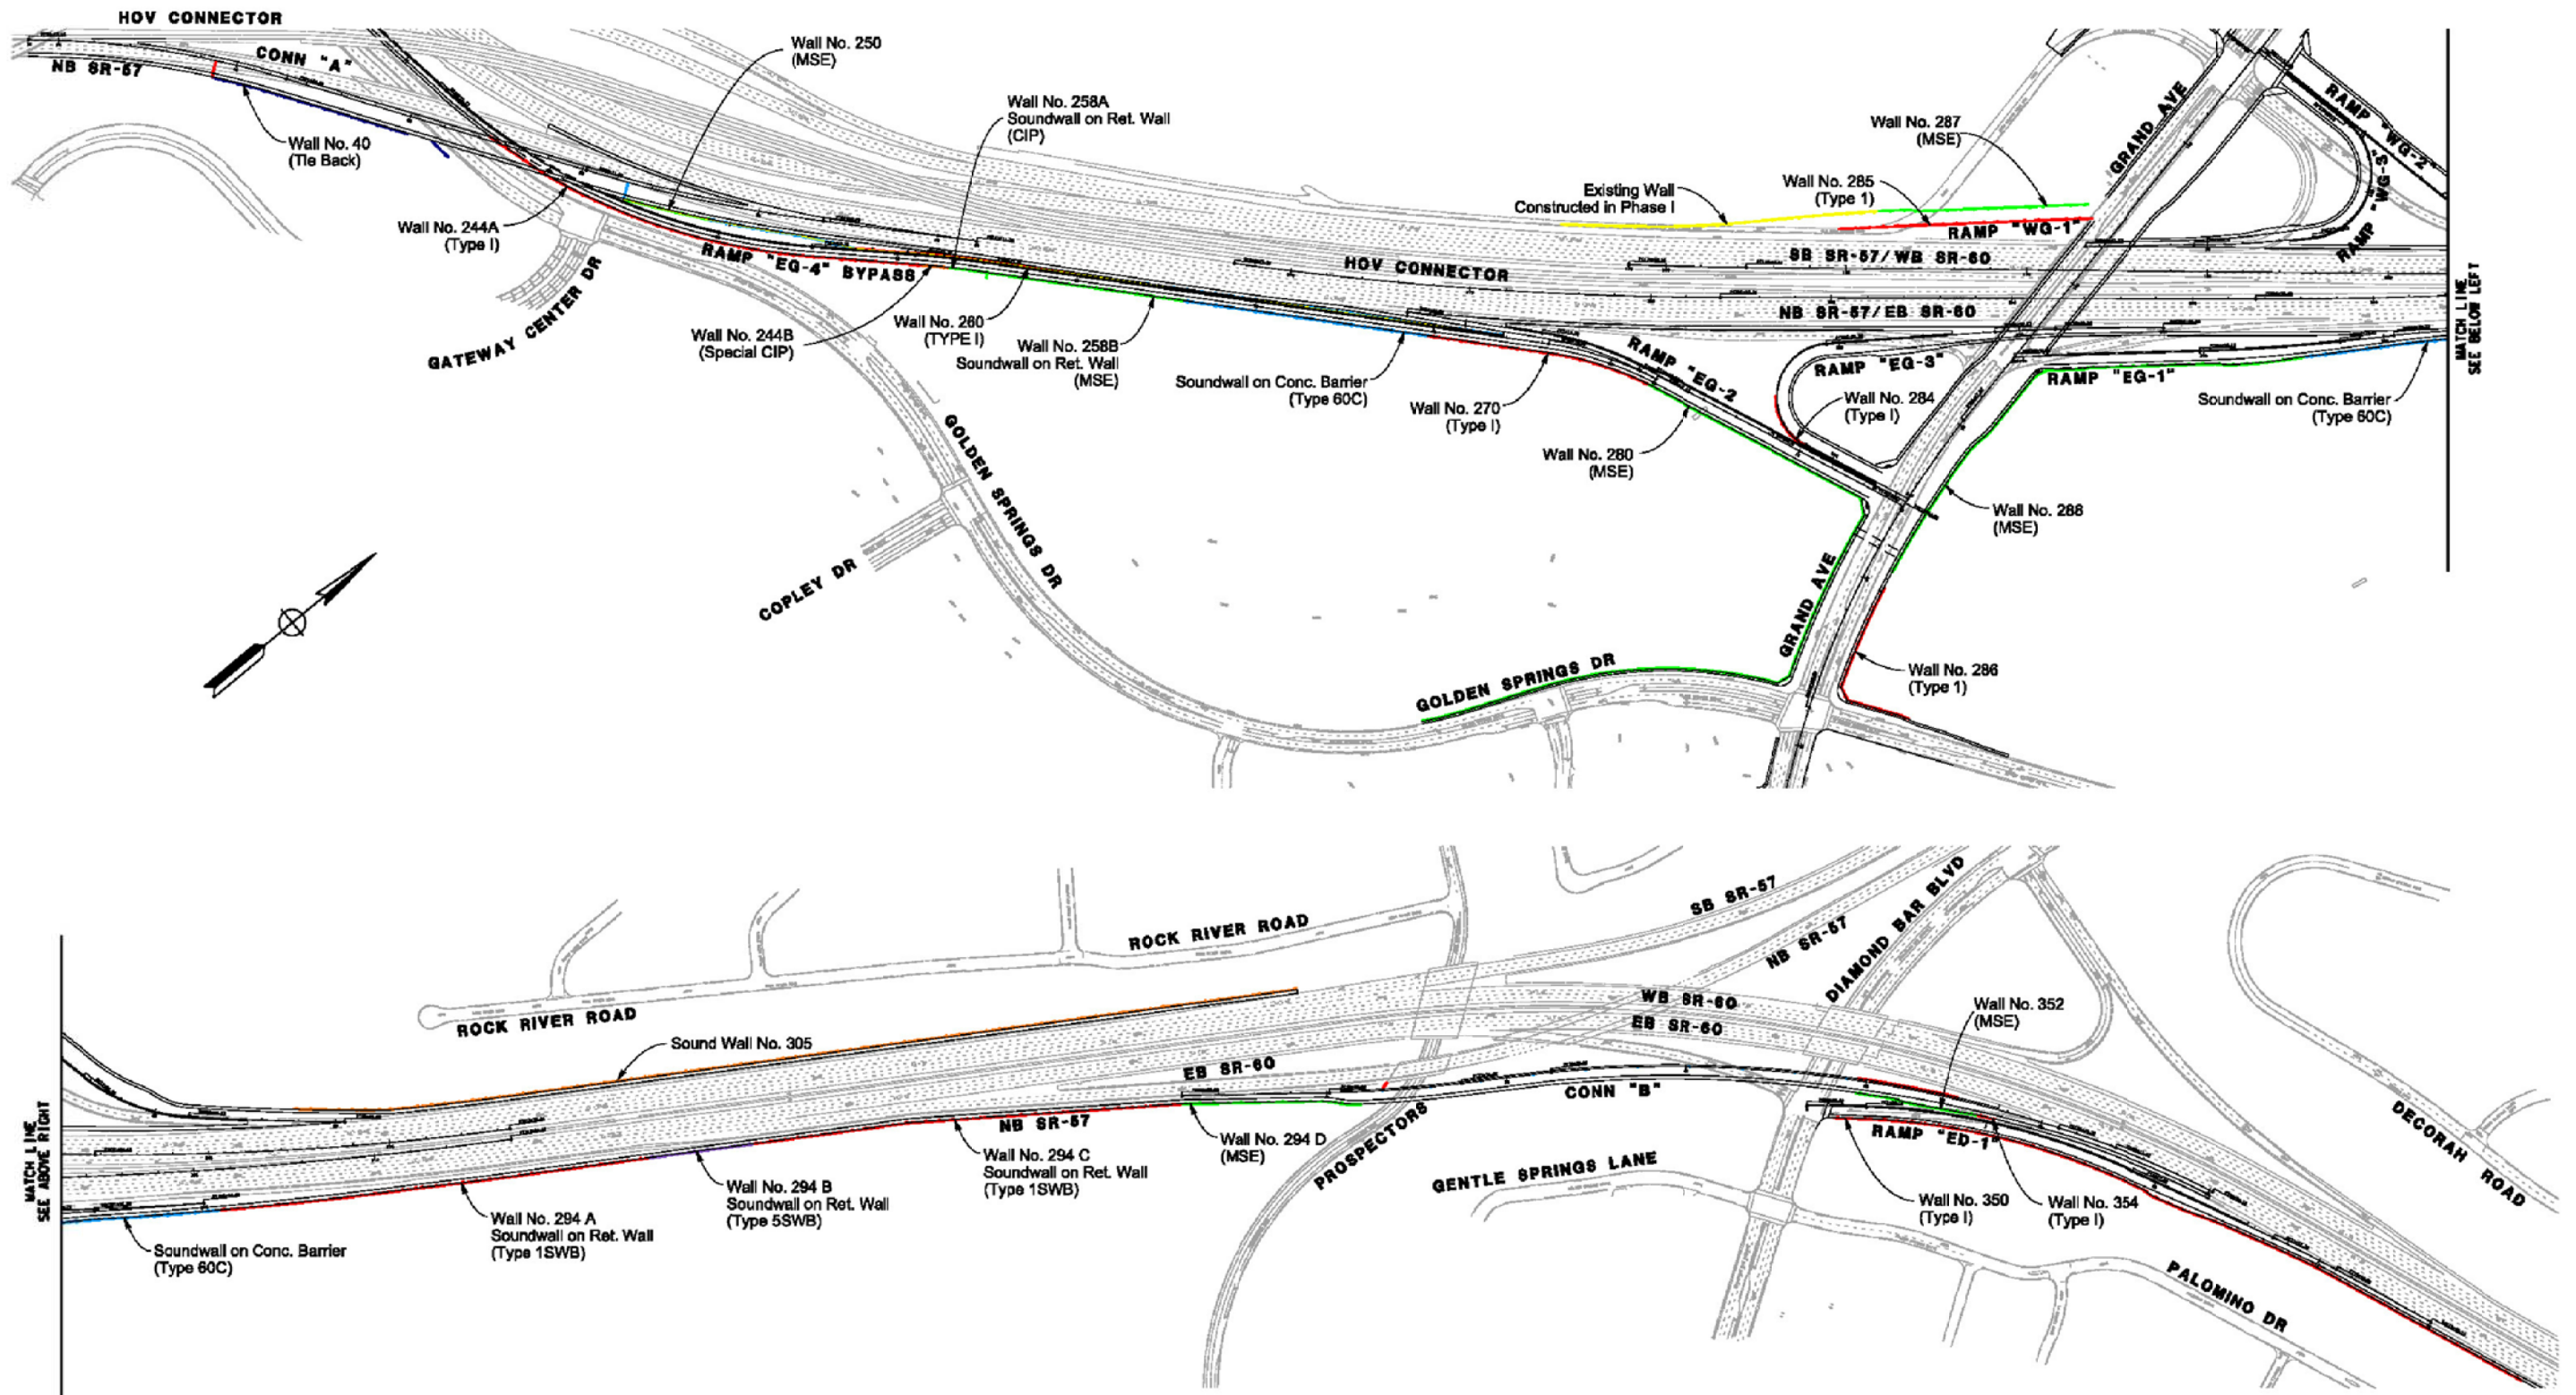 HOV CONNECTOR
CONN "A"
NB SR-57
Wall No. 250
(MSE)
Wall No. 258A
Soundwall on Ret. Wall
(CIP)
Wall No. 40
(Tie Back)
Wall No. 244A
(Type I)
GATEWAY CENTER DR
RAMP "EG-4" BYPASS
Wall No. 244B
(Special CIP)
Wall No. 260
(TYPE I)
Wall No. 258B
Soundwall on Ret. Wall
(MSE)
HOV CONNECTOR
Existing Wall
Constructed in Phase I
Wall No. 285
(Type 1)
Wall No. 287
(MSE)
GRAND AVE
RAMP "WG-2"
RAMP "WG-3"
RAMP "WG-1"
SB SR-57/WB SR-60
NB SR-57/EB SR-60
Soundwall on Conc. Barrier
(Type 60C)
Wall No. 270
(Type I)
RAMP "EG-2
RAMP "EG-3"
Wall No. 284
(Type I)
RAMP "EG-1"
Soundwall on Conc. Barrier
(Type 60C)
MATCH LINE
SEE BELOW LEFT
Wall No. 280
(MSE)
Wall No. 288
(MSE)
GOLDEN SPRINGS DR
COPLEY DR
GRAND AVE
GOLDEN SPRINGS DR
Wall No. 286
(Type 1)
ROCK RIVER ROAD
ROCK RIVER ROAD
SB SR-57
NB SR-57
DIAMOND BAR BLVD
WB SR-60
EB SR-60
Wall No. 352
(MSE)
Sound Wall No. 305
EB SR-60
CONN "B"
MATCH LINE
SEE ABOVE RIGHT
NB SR-57
Wall No. 294 D
(MSE)
PROSPECTORS
GENTLE SPRINGS LANE
RAMP "ED-1"
DECORAH ROAD
Wall No. 294 C
Soundwall on Ret. Wall
(Type 1SWB)
Wall No. 294 B
Soundwall on Ret. Wall
(Type 5SWB)
Wall No. 294 A
Soundwall on Ret. Wall
(Type 1SWB)
Soundwall on Conc. Barrier
(Type 60C)
Wall No. 350
(Type I)
Wall No. 354
(Type I)
PALOMINO DR